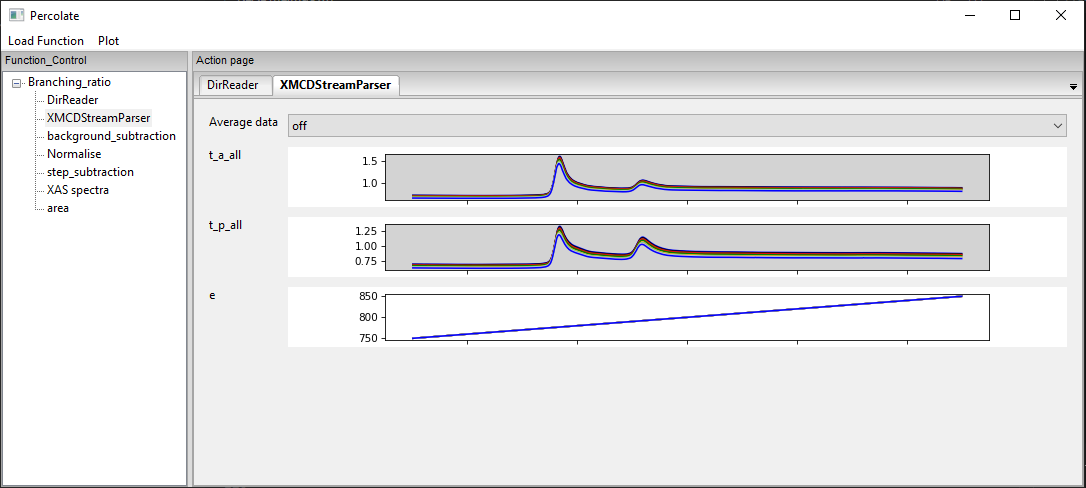 Percolate
Load Function Plot
Function_Control
Branching_ratio
DirReader
XMCDStreamParser
background_subtraction
Normalise
step_subtraction
XAS spectra
area
Action page
DirReader XMCDStreamParser
Average data off
t_a_all
1.5
1.0
t_p_all
1.25
1.00
0.75
e
850
800
750